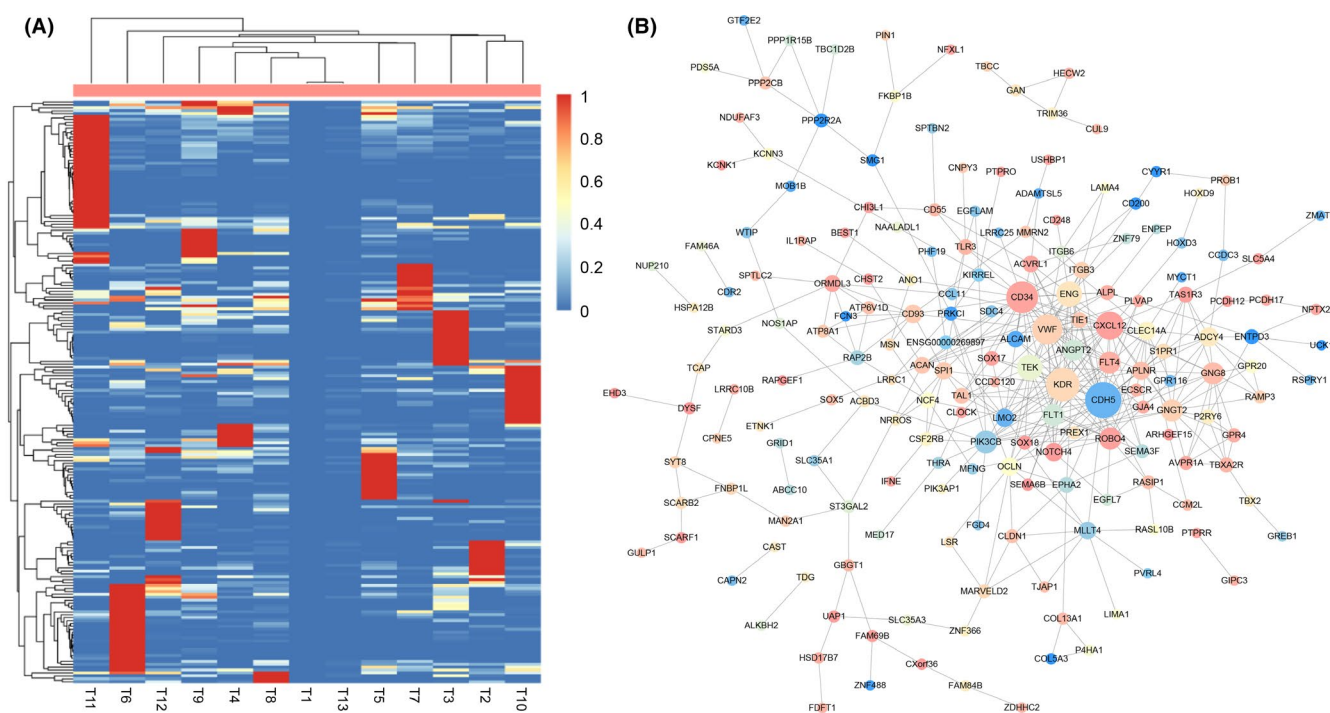 (A)
1
0.8
0.6
0.4
0.2
0
T11 T6 T12 T9 T4 T8 T1 T13 T5 T7 T3 T2 T10
(B)
GTF2E2
PPP1R15B
TBC1D2B
PIN1
NFXL1
PDS5A
PPP2CB
FKBP1B
TBCC
HECW2
GAN
TRIM36
CUL9
NDUFAF3
PPP2R2A
SPTBN2
KCNN3
KCNK1
SMG1
MOB1B
CNPY3
PTPRO
USHBP1
ADAMTSL5
LAMA4
CYYR1
PROB1
HOXD9
CD200
CHI3L1
CD55
EGFLAM
CD248
ZMAT
WTIP
BEST1
NAALADL1
LRRC25
MMRN2
ZNF79
ENPEP
HOXD3
IL1RAP
TLR3
ITGB6
CCDC3
FAM46A
PHF19
ACVRL1
ITGB3
SLC5A4
NUP210
SPTLC2
CHST2
ANO1
KIRREL
MYCT1
CDR2
ORMDL3
CCL11
CD34
ENG
ALPL
PLVAP
TAS1R3
PCDH12
PCDH17
HSPA12B
ATP6V1D
FCN3
CD93
PRKCI
SDC4
NPTX2
NOS1AP
TIE1
CXCL12
STARD3
ATP8A1
VWF
CLEC14A
ADCY4
ENTPD3
MSN
ENSG00000269897
ALCAM
ANGPT2
UCK
RAP2B
SOX17
TEK
FLT4
S1PR1
TCAP
ACAN
SPI1
APLNR
GPR116
GNG8
GPR20
RSPRY1
RAPGEF1
LRRC1
CCDC120
KDR
ECSCR
EHD3
LRRC10B
TAL1
CDH5
GJA4
RAMP3
DYSF
SOX5
ACBD3
NCF4
CLOCK
LMO2
FLT1
GNGT2
P2RY6
ETNK1
NRROS
PREX1
ARHGEF15
CPNE5
GRID1
CSF2RB
PIK3CB
SOX18
ROBO4
GPR4
SLC35A1
NOTCH4
SEMA3F
SYT8
THRA
MFNG
OCLN
AVPR1A
TBXA2R
IFNE
SEMA6B
EPHA2
RASIP1
FNBP1L
ABCC10
PIK3AP1
EGFL7
SCARB2
ST3GAL2
CCM2L
TBX2
MAN2A1
FGD4
MLLT4
RASL10B
PTPRR
GREB1
SCARF1
MED17
LSR
CLDN1
GULP1
CAST
GBGT1
PVRL4
GIPC3
CAPN2
TDG
MARVELD2
TJAP1
LIMA1
UAP1
SLC35A3
COL13A1
ALKBH2
ZNF366
FAM69B
P4HA1
HSD17B7
CXorf36
COL5A3
ZNF488
FAM84B
FDFT1
ZDHHC2